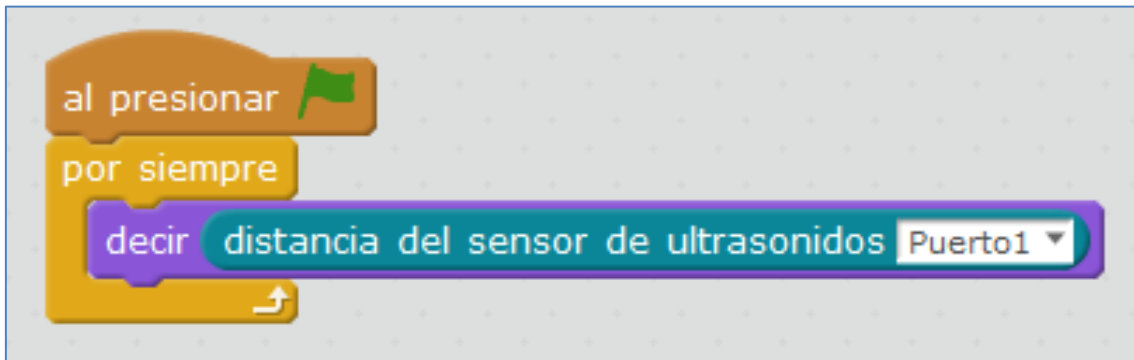 al presionar
por siempre
decir distancia del sensor de ultrasonidos Puerto1